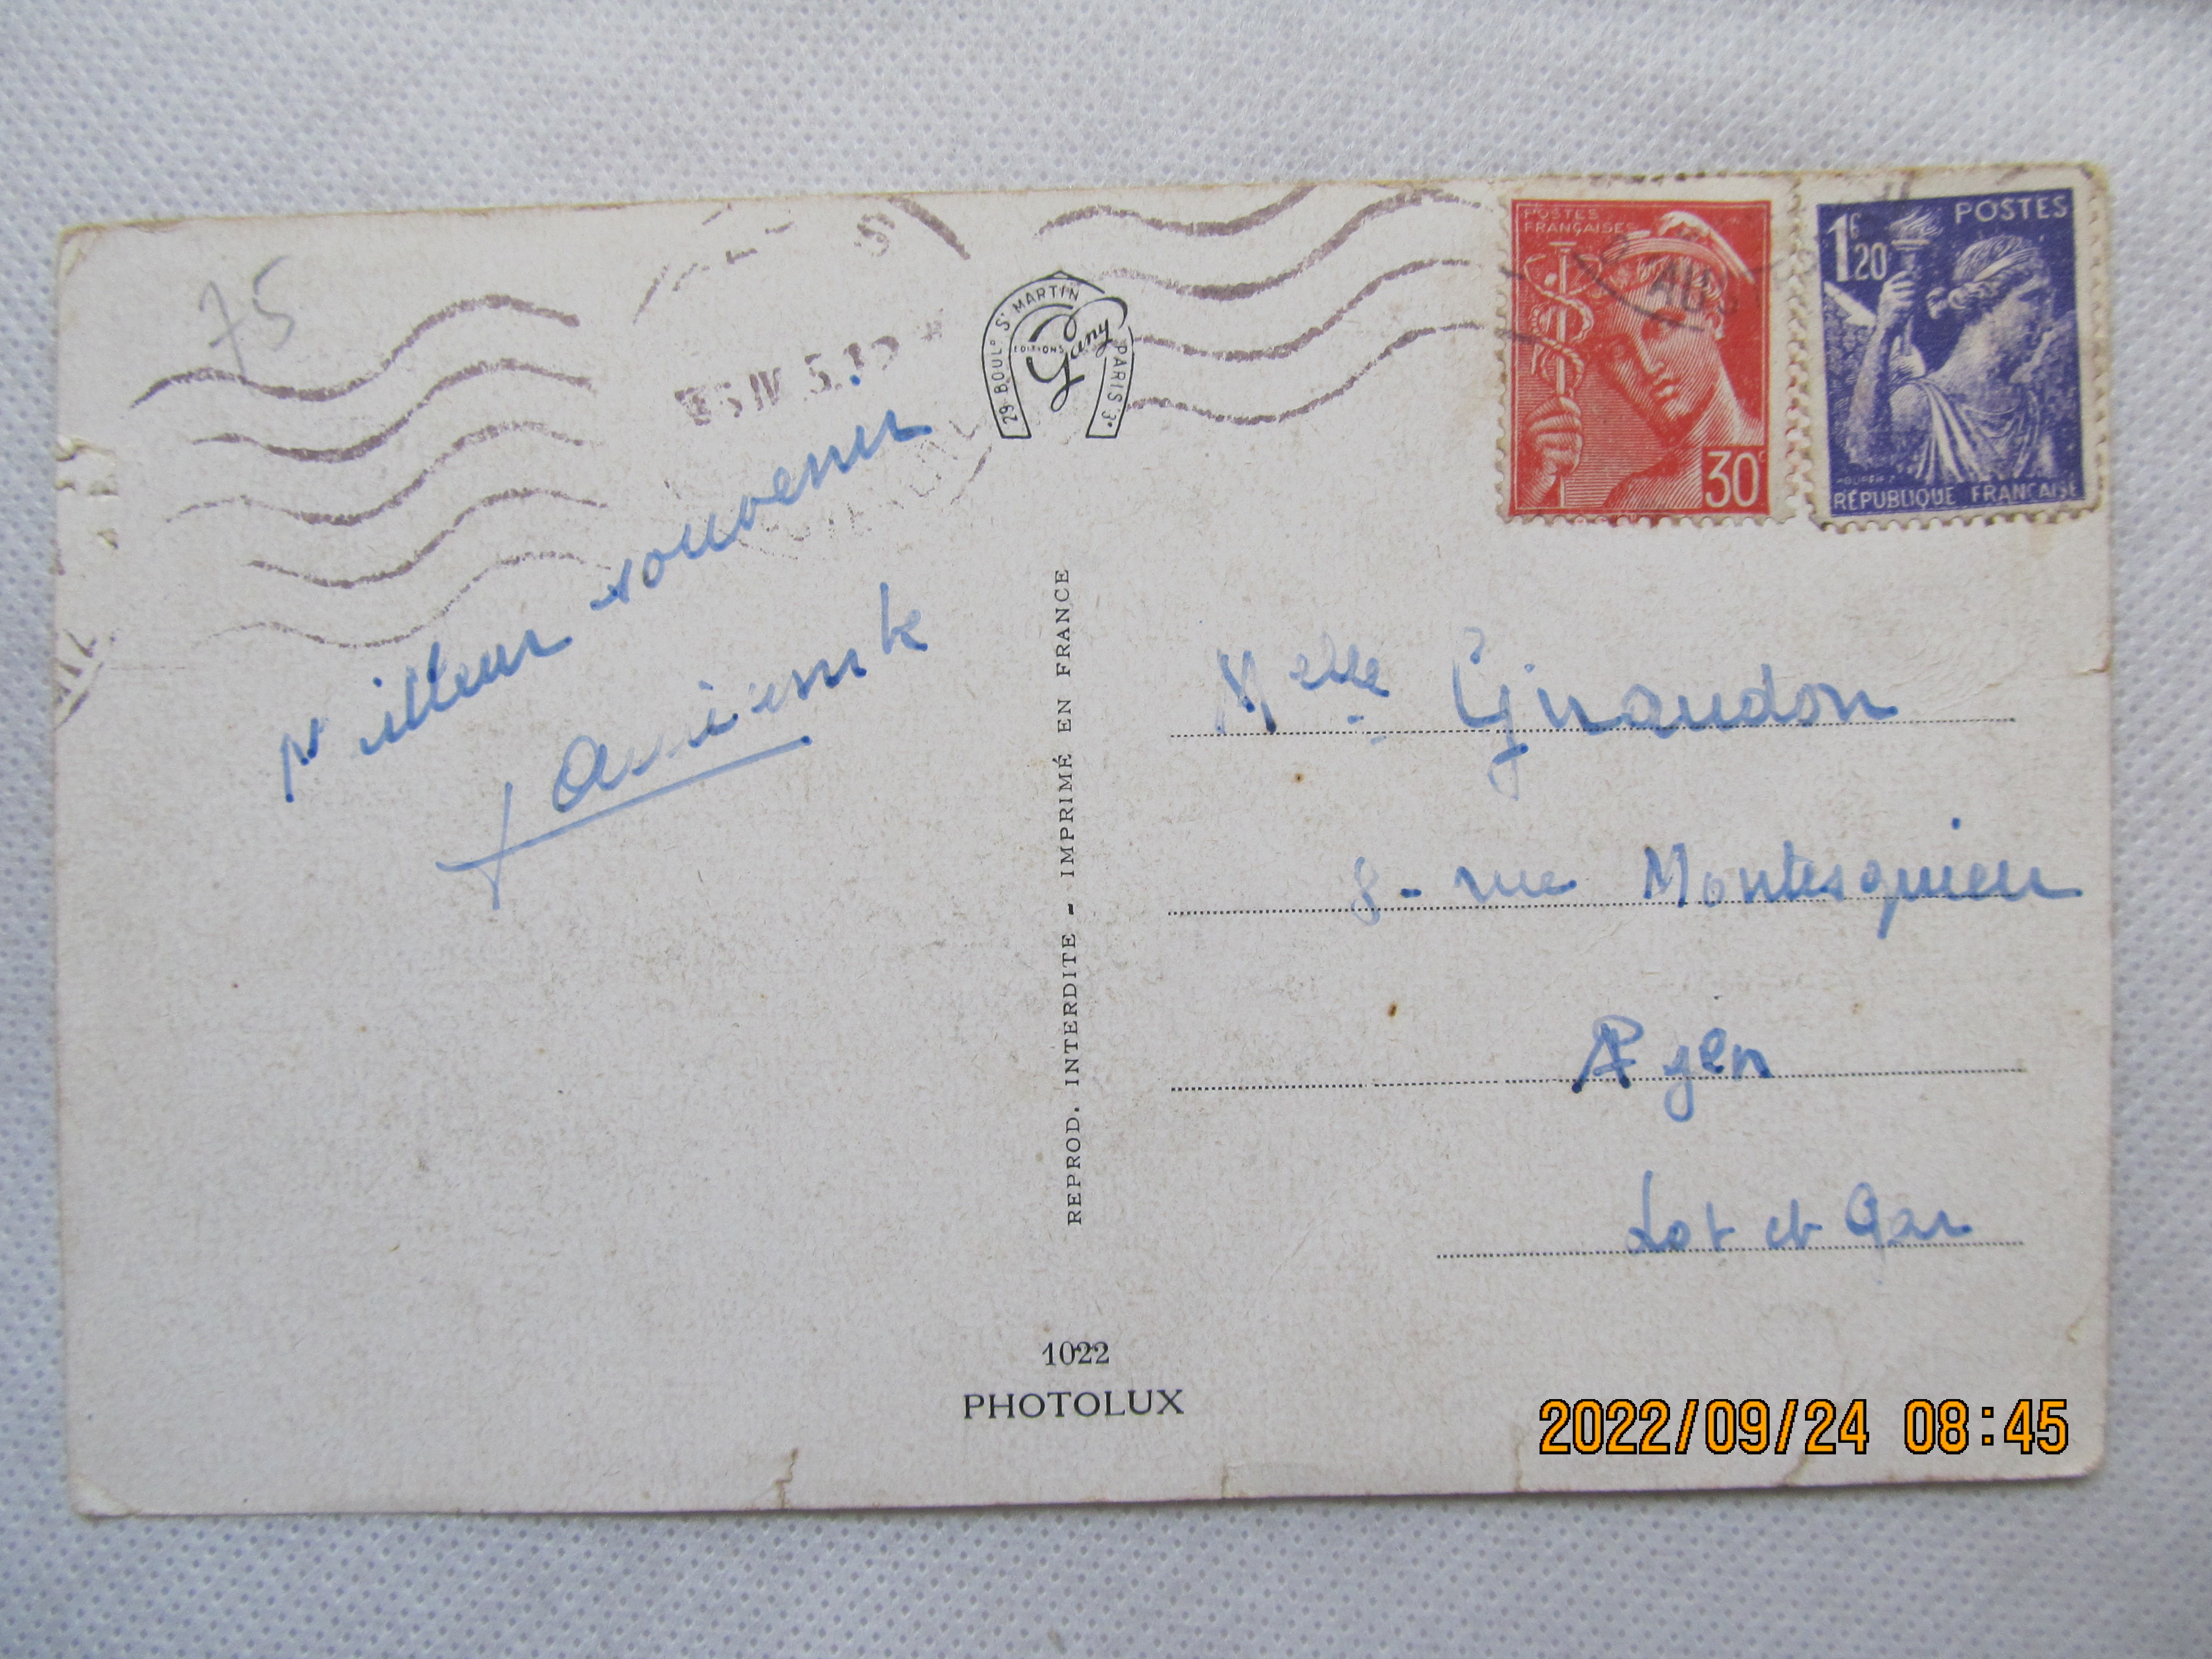 75
29 BOULD ST MARTIN PARIS 3e
EDITIONS
Gany
POSTES
FRANÇAISES
30c
1f20
POSTES
RÉPUBLIQUE FRANÇAISE
Meilleur souvenir
REPROD. INTERDITE - IMPRIMÉ EN FRANCE
Melle Giraudon
8 - rue Montesquieu
Agen
Lot et Gar
1022
PHOTOLUX
2022/09/24 08:45